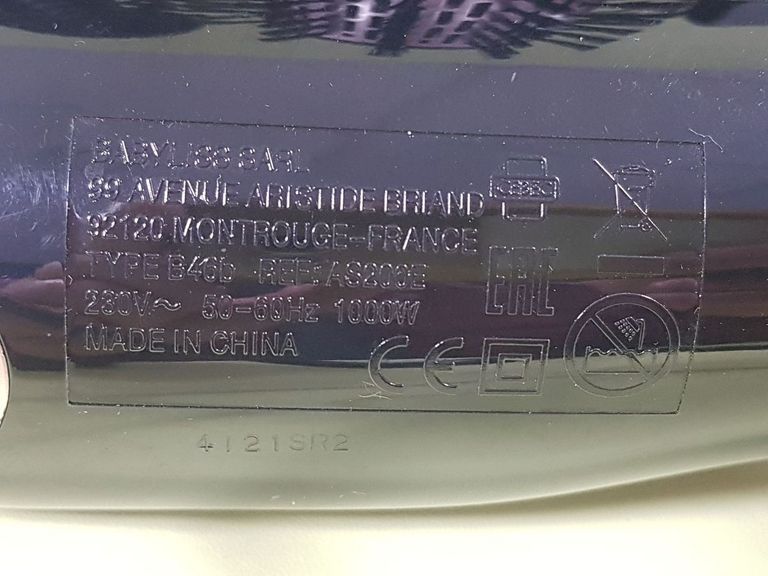 BABYLISS SARL
99 AVENUE ARISTIDE BRIAND
92120 MONTROUGE-FRANCE
TYPE B40b REF: AS200E
230V~ 50-60Hz 1000W
MADE IN CHINA
EAC
CE
4121SR2